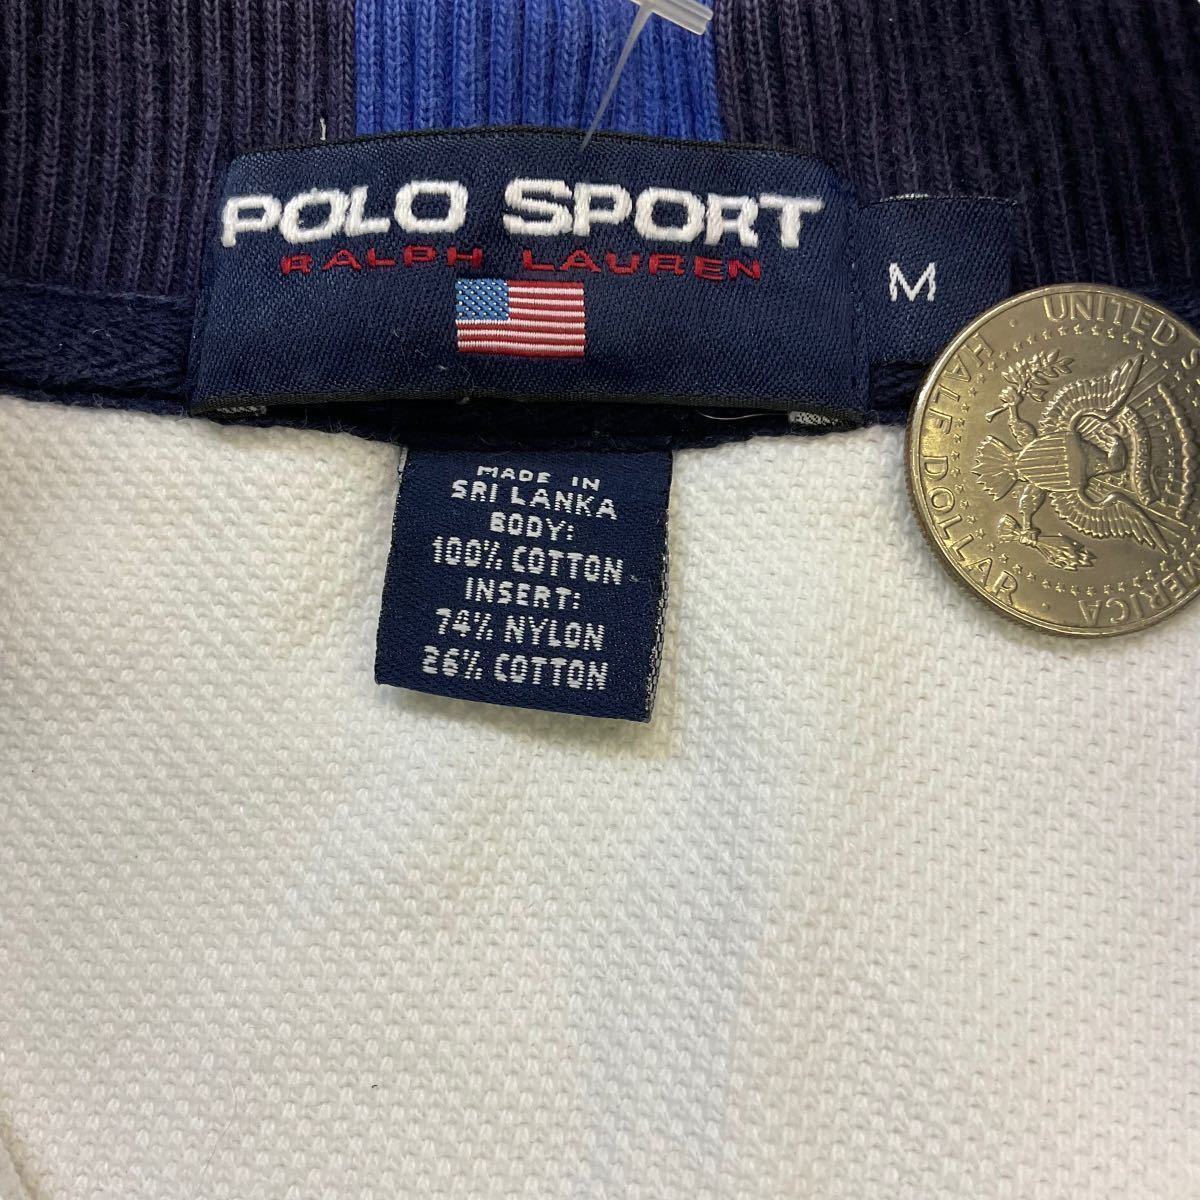 POLO SPORT
RALPH LAUREN
M
MADE IN
SRI LANKA
BODY:
100% COTTON
INSERT:
74% NYLON
26% COTTON
UNITED S
AMERICA
HALF DOLLAR